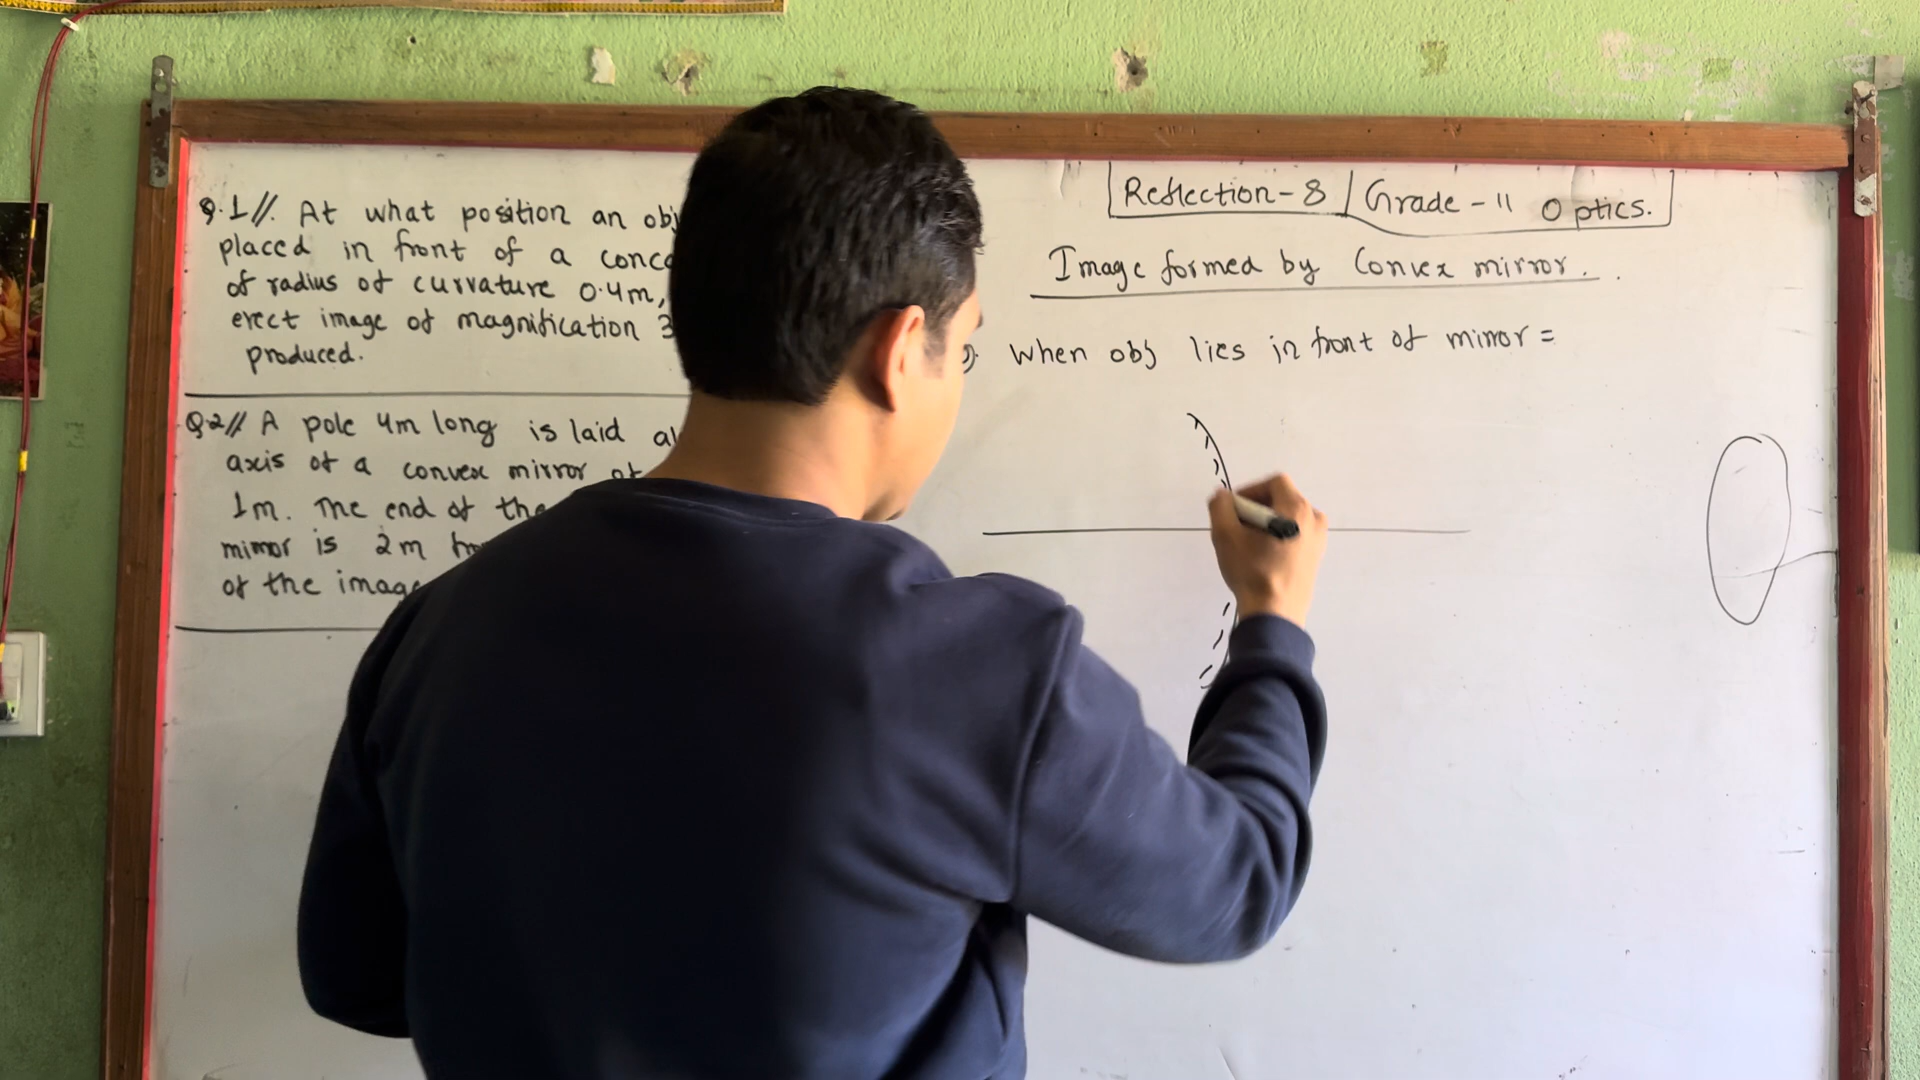 Q.1//. At what position an obj
placed in front of a conc
of radius of curvature 0.4m,
erect image of magnification 3
produced.
Q.2// A pole 4m long is laid al
axis of a convex mirror of
1m. The end of the
mirror is 2m
of the image
Reflection-8 Grade-11 Optics.
Image formed by Convex mirror.
when obj lies in front of mirror =